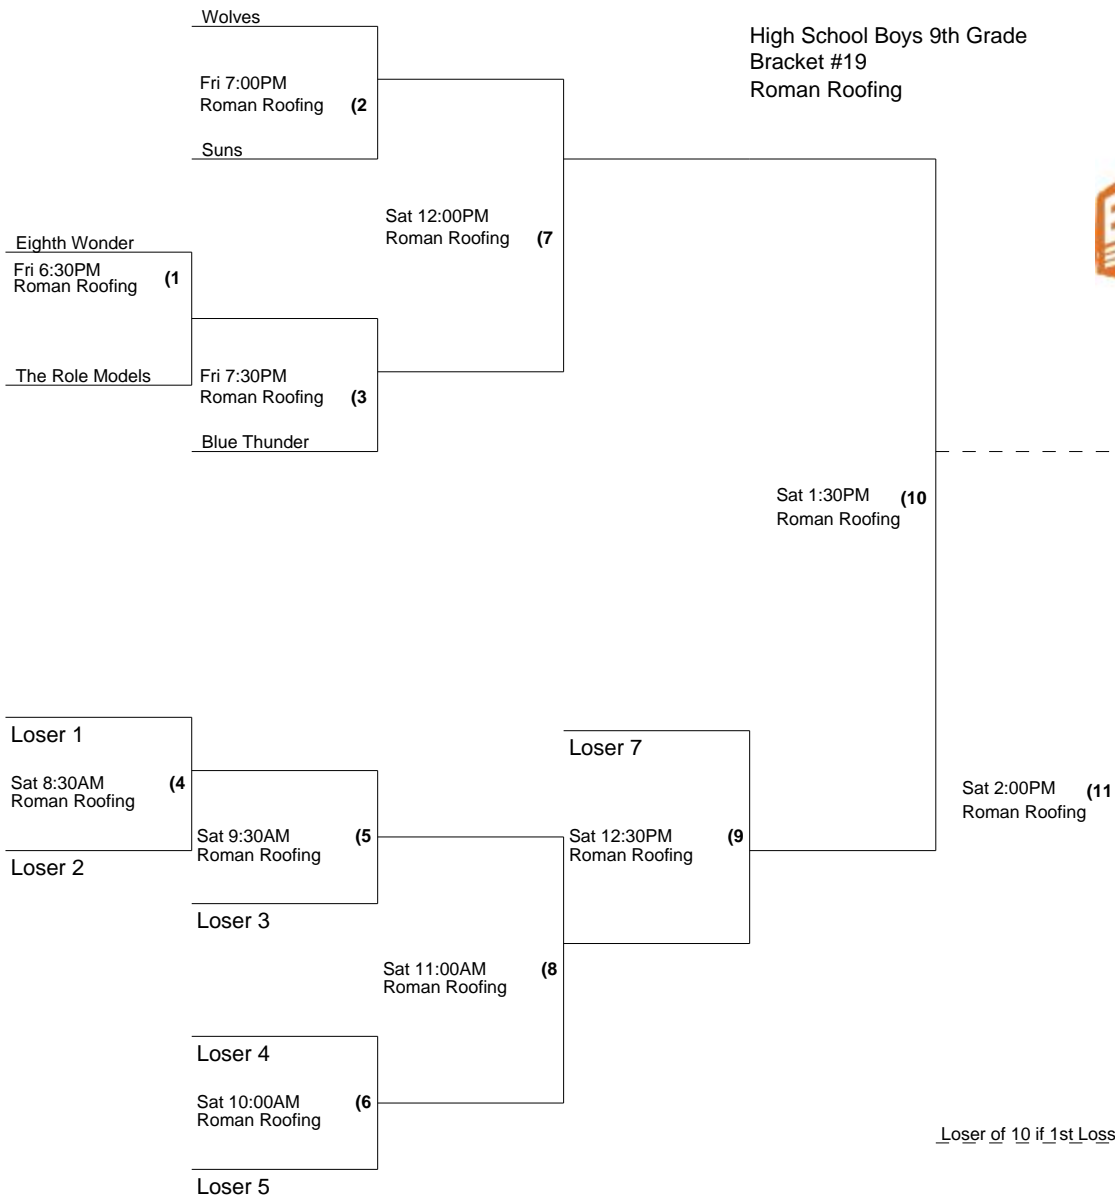 Wolves
High School Boys 9th Grade
Bracket #19
Roman Roofing
Fri 7:00PM
Roman Roofing (2
Suns
Sat 12:00PM
Roman Roofing (7
Eighth Wonder
Fri 6:30PM
Roman Roofing (1
The Role Models
Fri 7:30PM
Roman Roofing (3
Blue Thunder
Sat 1:30PM (10
Roman Roofing
Loser 1
Sat 8:30AM (4
Roman Roofing
Loser 2
Sat 9:30AM (5
Roman Roofing
Loser 3
Loser 7
Sat 12:30PM (9
Roman Roofing
Sat 2:00PM (11
Roman Roofing
Sat 11:00AM (8
Roman Roofing
Loser 4
Sat 10:00AM (6
Roman Roofing
Loser 5
Loser of 10 if 1st Loss